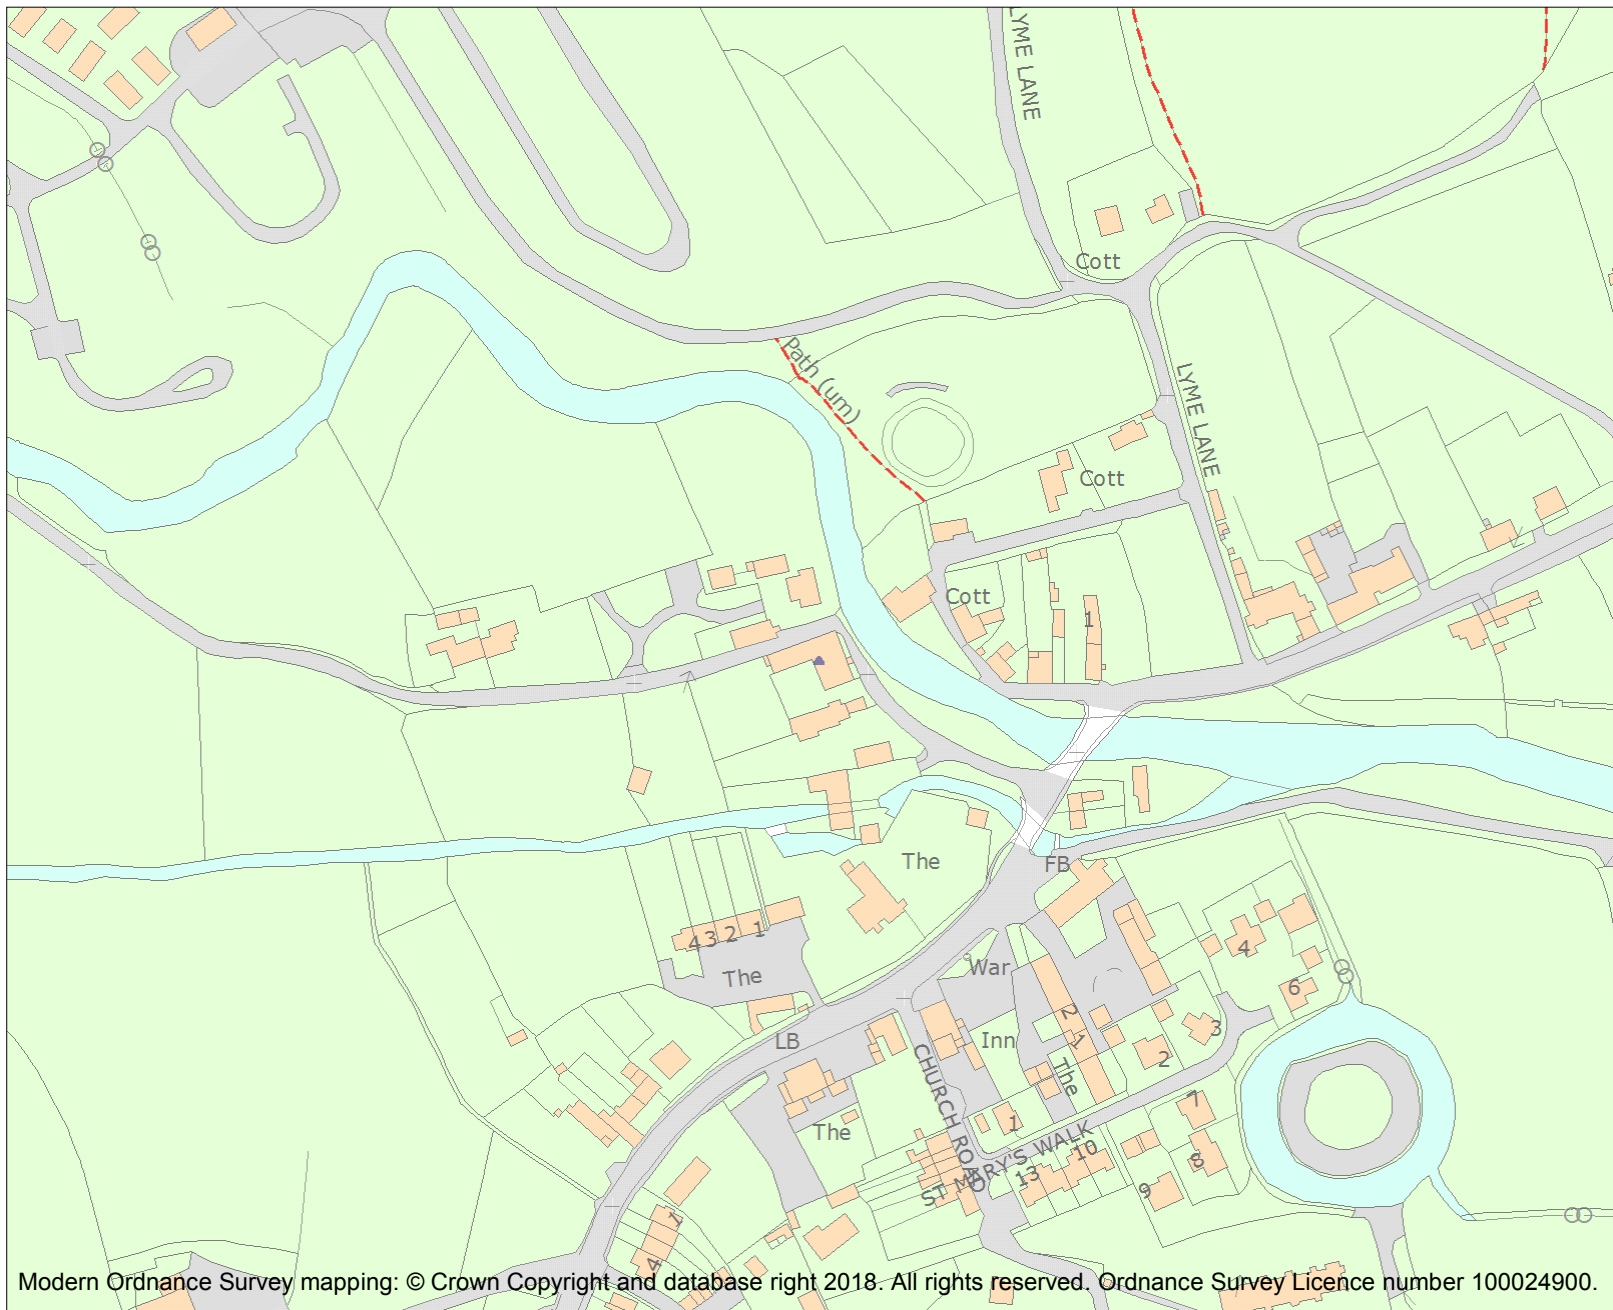 LYME LANE
Cott
Path (um)
LYME LANE
Cott
Cott
1
The
FB
4 3 2 1
The
War
4
6
2
1
Inn
3
2
LB
The
CHURCH ROAD
1
7
The
ST MARY'S WALK
10
13
8
9
1
4
Modern Ordnance Survey mapping: © Crown Copyright and database right 2018. All rights reserved. Ordnance Survey Licence number 100024900.